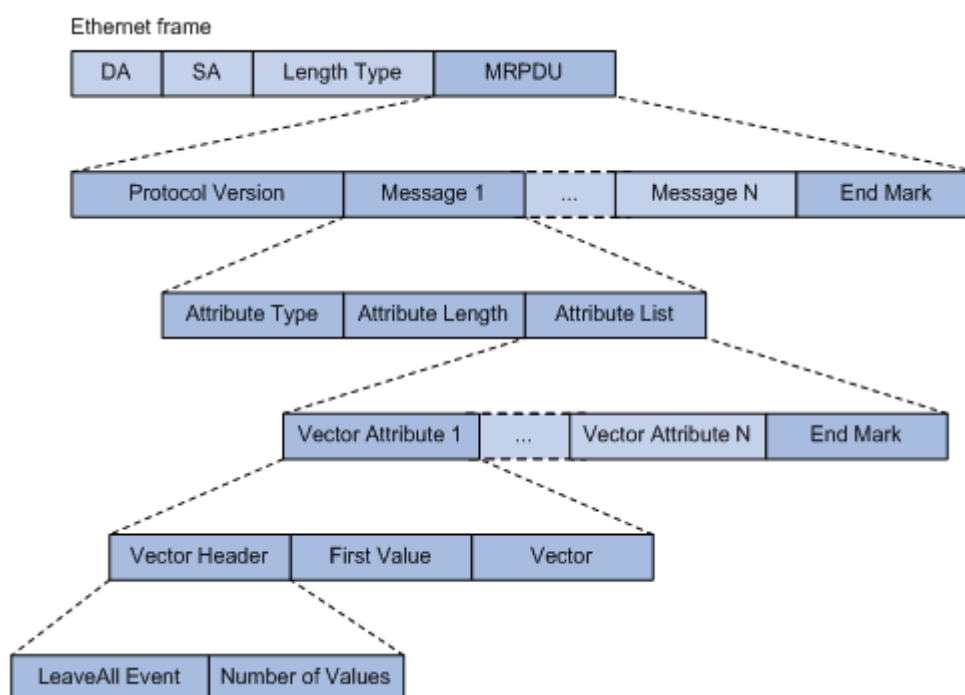 Ethernet frame
DA SA Length Type MRPDU
Protocol Version Message 1 ... Message N End Mark
Attribute Type Attribute Length Attribute List
Vector Attribute 1 ... Vector Attribute N End Mark
Vector Header First Value Vector
LeaveAll Event Number of Values